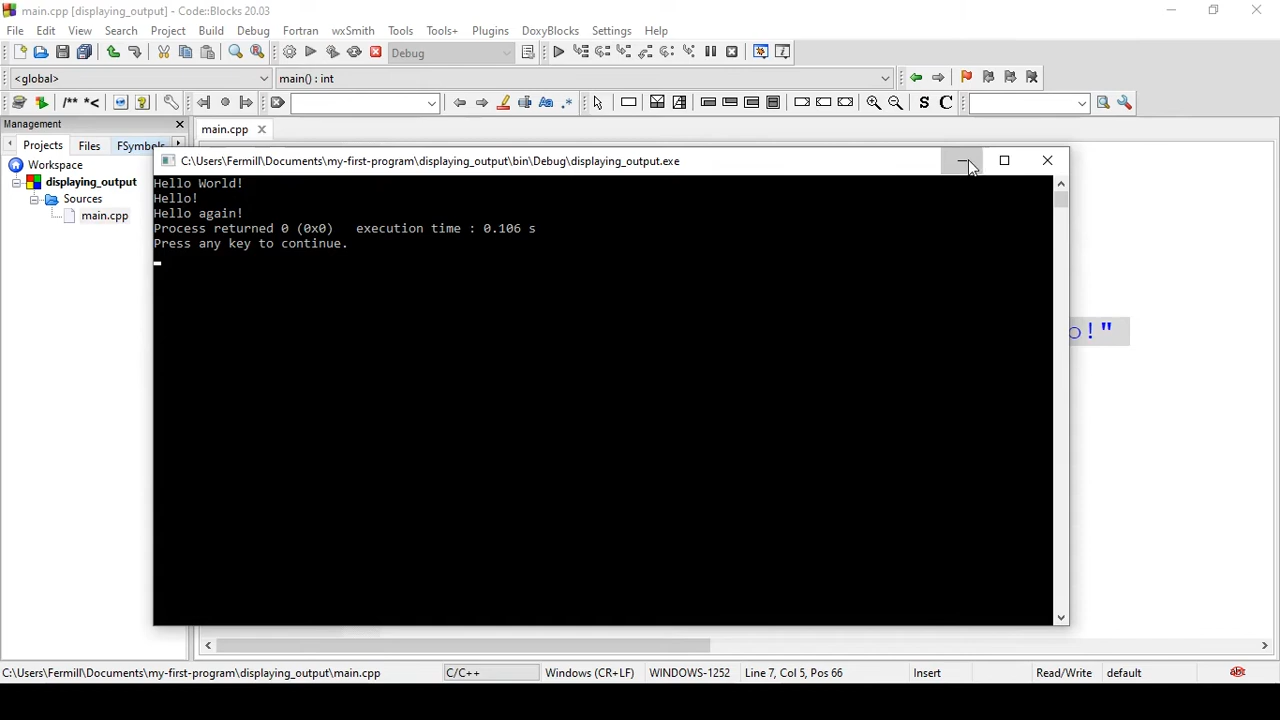 main.cpp [displaying_output] - Code::Blocks 20.03
File Edit View Search Project Build Debug Fortran wxSmith Tools Tools+ Plugins DoxyBlocks Settings Help
Debug
<global> main() : int
/** *< S C
Management
main.cpp
Projects Files FSymbols
Workspace
displaying_output
Sources
main.cpp
C:\Users\Fermill\Documents\my-first-program\displaying_output\bin\Debug\displaying_output.exe
Hello World!
Hello!
Hello again!
Process returned 0 (0x0) execution time : 0.106 s
Press any key to continue.
o!"
C:\Users\Fermill\Documents\my-first-program\displaying_output\main.cpp C/C++ Windows (CR+LF) WINDOWS-1252 Line 7, Col 5, Pos 66 Insert Read/Write default